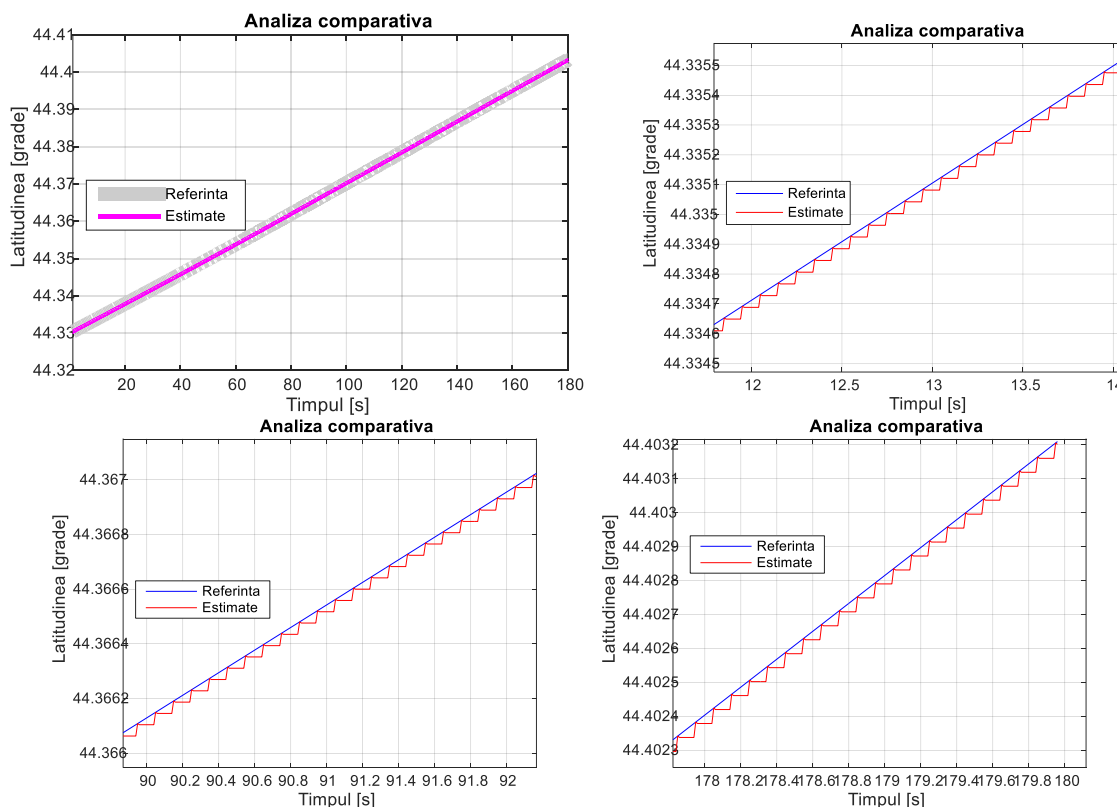 Analiza comparativa
44.41
44.4
44.39
44.38
44.37
44.36
44.35
44.34
44.33
44.32
Latitudinea [grade]
Referinta
Estimate
20 40 60 80 100 120 140 160 180
Timpul [s]
Analiza comparativa
44.3355
44.3354
44.3353
44.3352
44.3351
44.335
44.3349
44.3348
44.3347
44.3346
44.3345
Latitudinea [grade]
Referinta
Estimate
12 12.5 13 13.5 14
Timpul [s]
Analiza comparativa
44.367
44.3668
44.3666
44.3664
44.3662
44.366
Latitudinea [grade]
Referinta
Estimate
90 90.2 90.4 90.6 90.8 91 91.2 91.4 91.6 91.8 92
Timpul [s]
Analiza comparativa
44.4032
44.4031
44.403
44.4029
44.4028
44.4027
44.4026
44.4025
44.4024
44.4023
Latitudinea [grade]
Referinta
Estimate
178 178.2 178.4 178.6 178.8 179 179.2 179.4 179.6 179.8 180
Timpul [s]